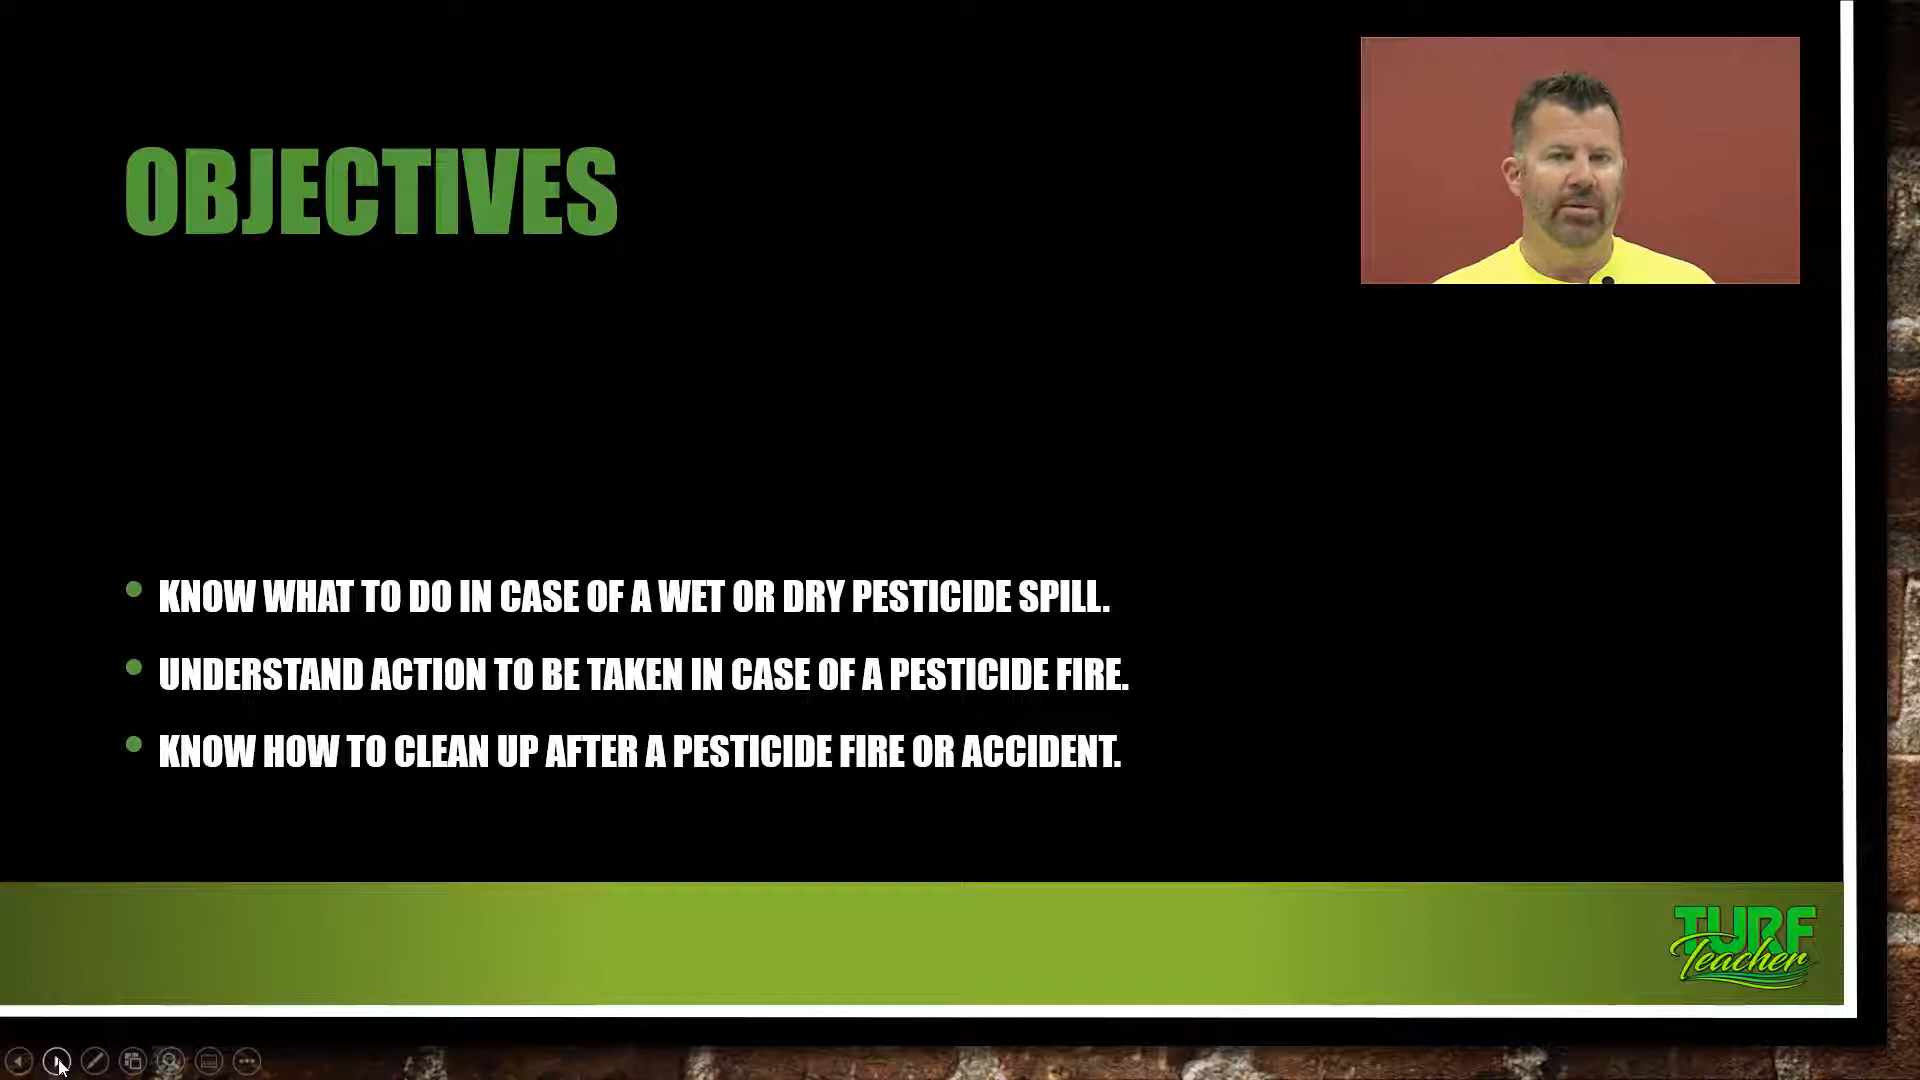 OBJECTIVES
KNOW WHAT TO DO IN CASE OF A WET OR DRY PESTICIDE SPILL.
UNDERSTAND ACTION TO BE TAKEN IN CASE OF A PESTICIDE FIRE.
KNOW HOW TO CLEAN UP AFTER A PESTICIDE FIRE OR ACCIDENT.
TURF
Teacher